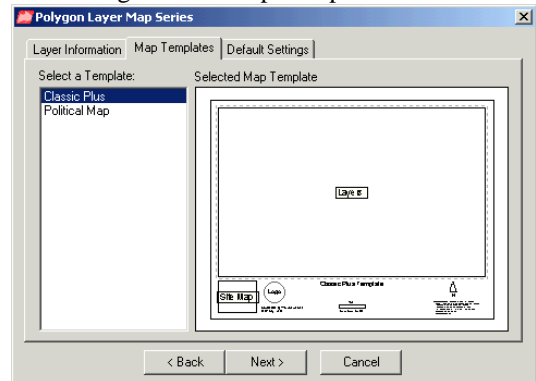 Polygon Layer Map Series
Layer Information Map Templates Default Settings
Select a Template: Selected Map Template
Classic Plus
Political Map
Layers
Classic Plus Template
Site Map Logo
N
< Back Next > Cancel